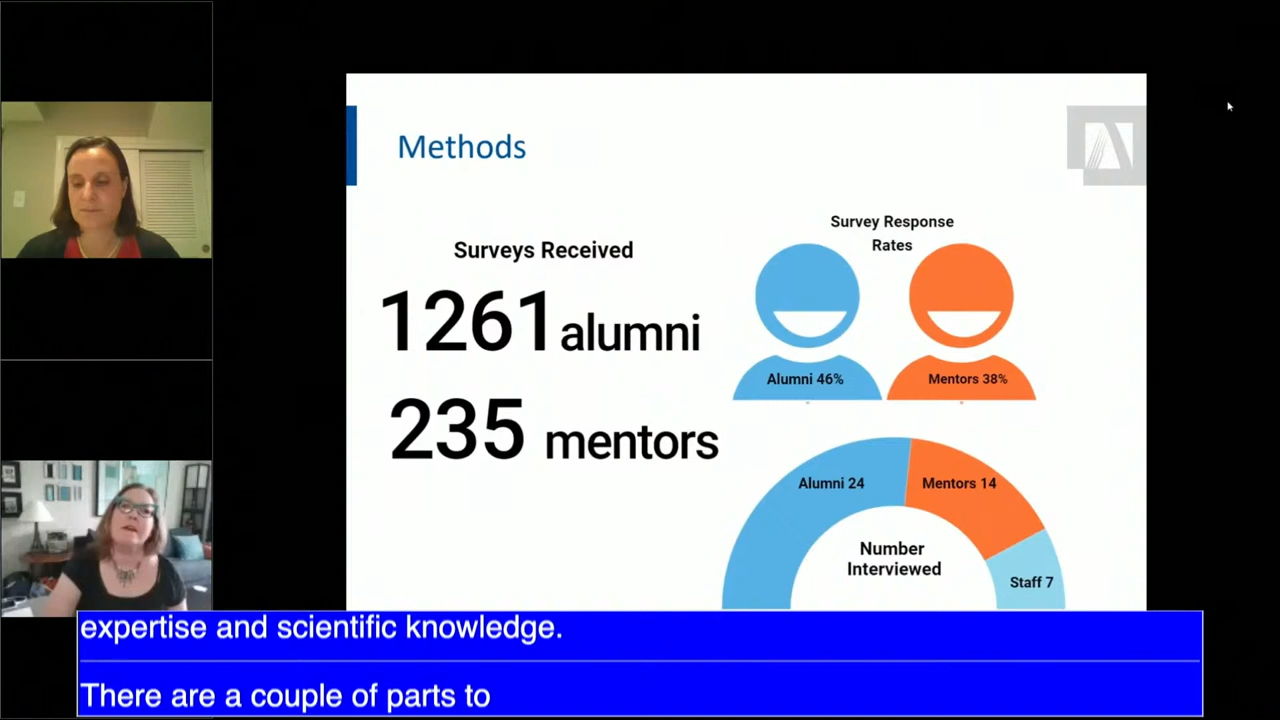 Methods
Surveys Received
1261 alumni
235 mentors
Survey Response
Rates
Alumni 46%
Mentors 38%
Alumni 24
Mentors 14
Number
Interviewed
Staff 7
expertise and scientific knowledge.
There are a couple of parts to